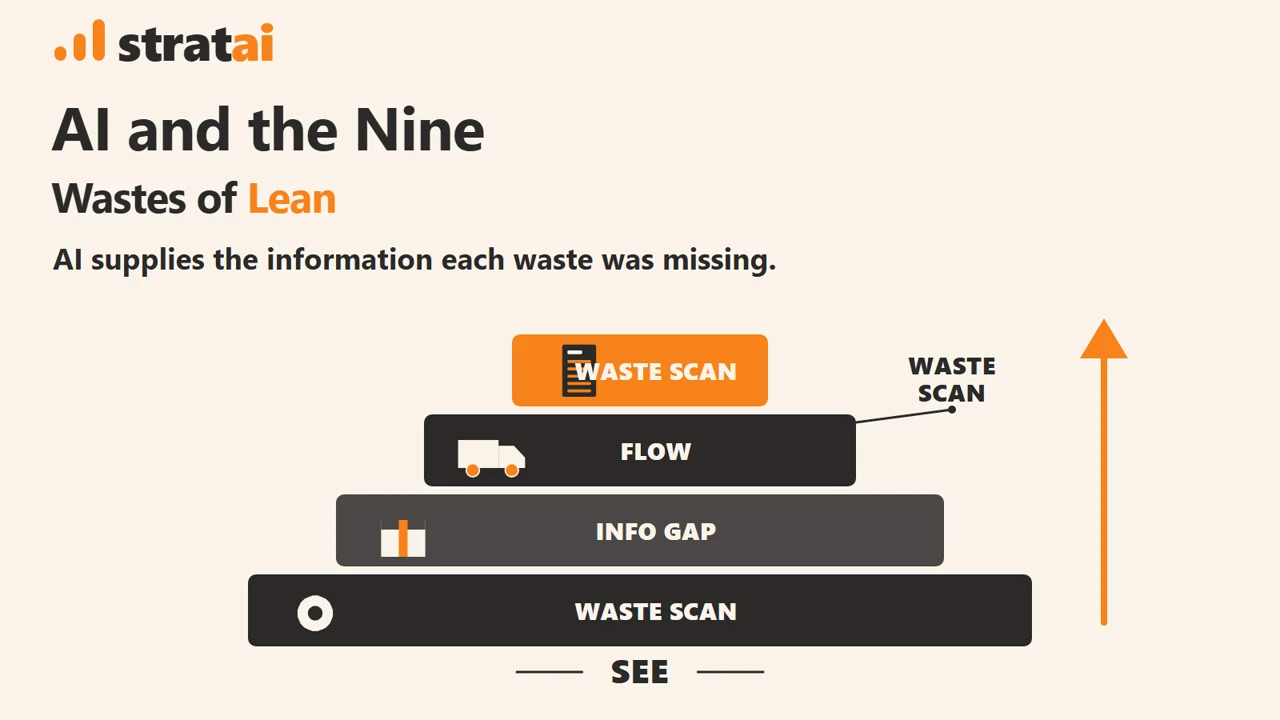 stratai
AI and the Nine
Wastes of Lean
AI supplies the information each waste was missing.
WASTE SCAN
WASTE
SCAN
FLOW
INFO GAP
WASTE SCAN
SEE